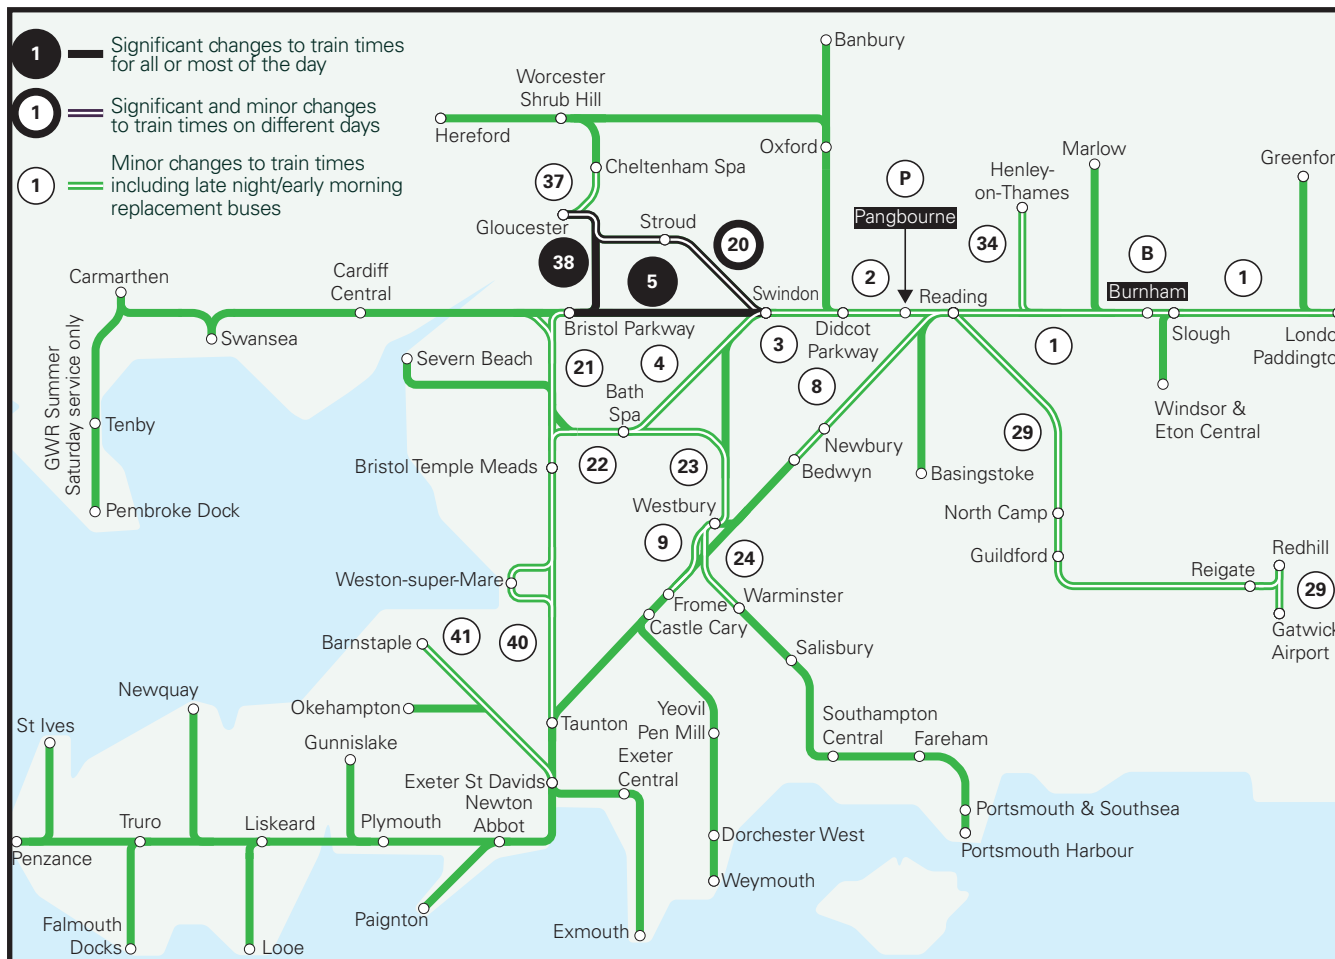 1
Significant changes to train times
for all or most of the day
1
Significant and minor changes
to train times on different days
1
Minor changes to train times
including late night/early morning
replacement buses
Banbury
Worcester
Shrub Hill
Hereford
Oxford
Cheltenham Spa
37
Gloucester
Stroud
20
38
5
P
Pangbourne
2
Henley-
on-Thames
34
Marlow
B
Burnham
1
Greenfor
Carmarthen
Cardiff
Central
Swansea
Bristol Parkway
Swindon
Didcot
Parkway
Reading
Slough
Londo
Paddingto
GWR Summer
Saturday service only
Severn Beach
21
4
3
8
1
Bath
Spa
Windsor &
Eton Central
Tenby
Newbury
29
Bristol Temple Meads
22
23
Bedwyn
Basingstoke
Pembroke Dock
Westbury
North Camp
9
24
Guildford
Redhill
Weston-super-Mare
Reigate
29
Frome
Warminster
Castle Cary
Gatwick
Airport
Barnstaple
41
40
Salisbury
Newquay
Okehampton
Taunton
Yeovil
Pen Mill
Southampton
Central
Fareham
St Ives
Gunnislake
Exeter
Central
Exeter St Davids
Newton
Abbot
Portsmouth & Southsea
Truro
Liskeard
Plymouth
Dorchester West
Penzance
Portsmouth Harbour
Weymouth
Falmouth
Docks
Looe
Paignton
Exmouth